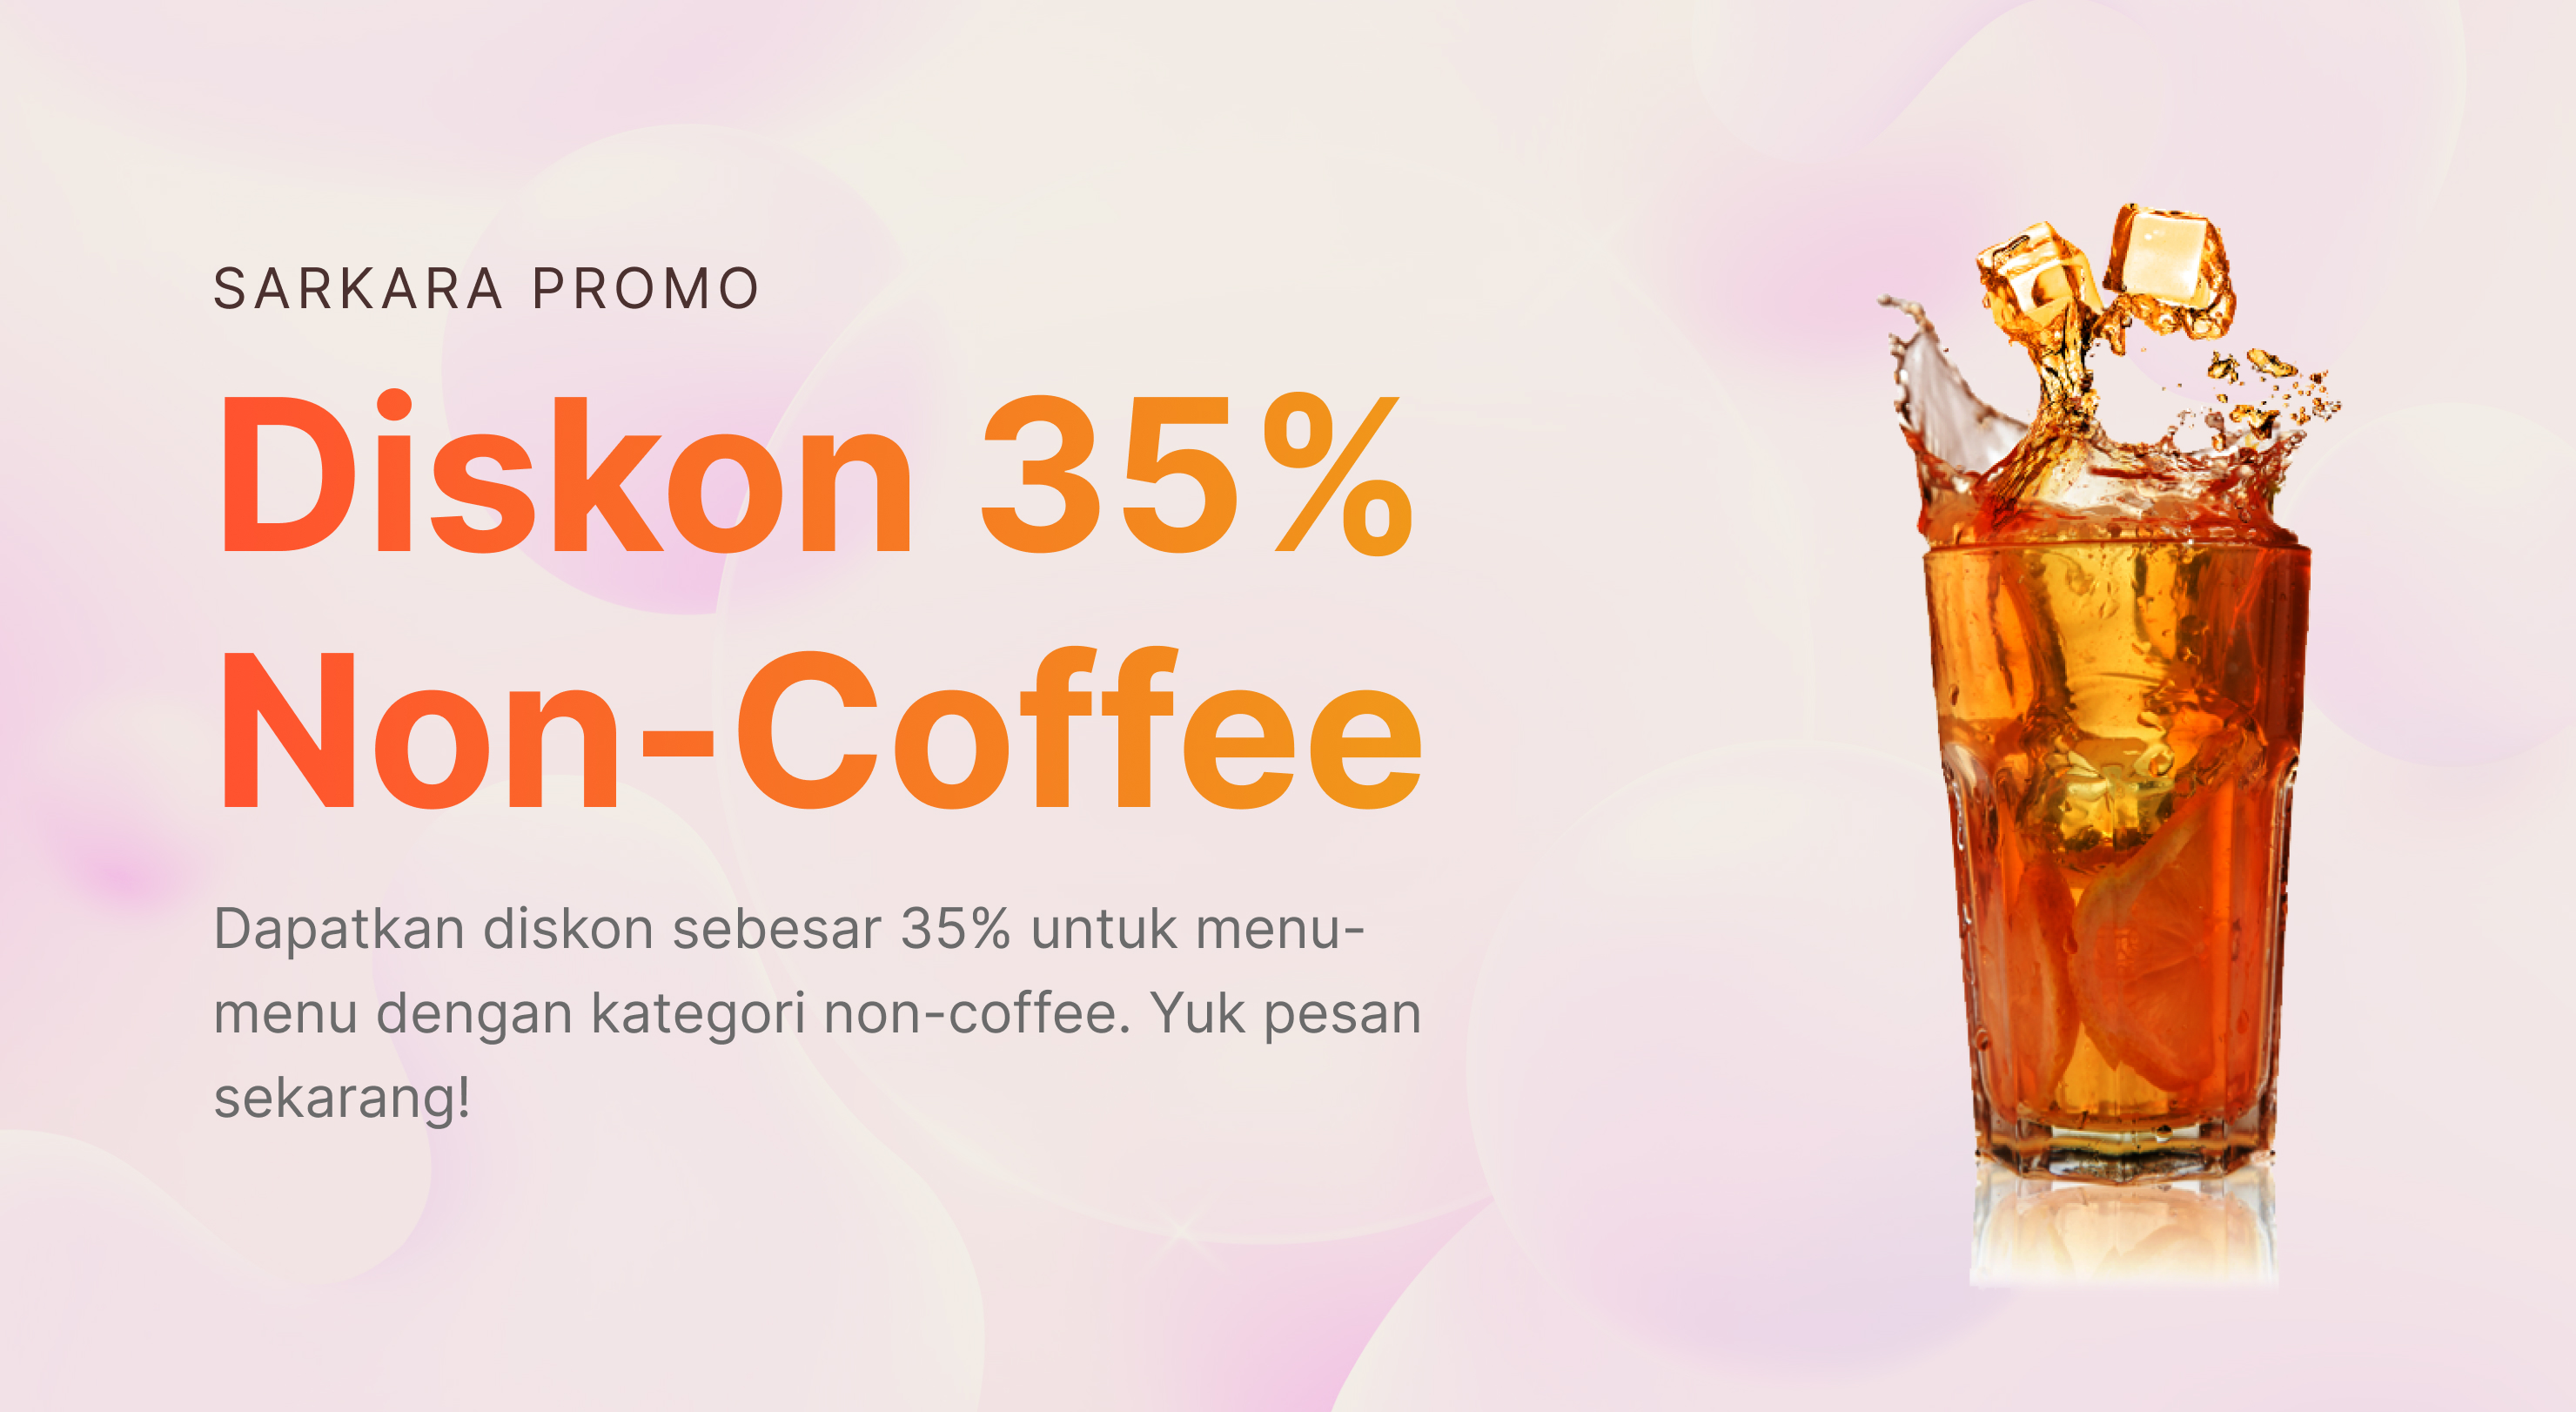 SARKARA PROMO
Diskon 35%
Non-Coffee
Dapatkan diskon sebesar 35% untuk menu-
menu dengan kategori non-coffee. Yuk pesan
sekarang!